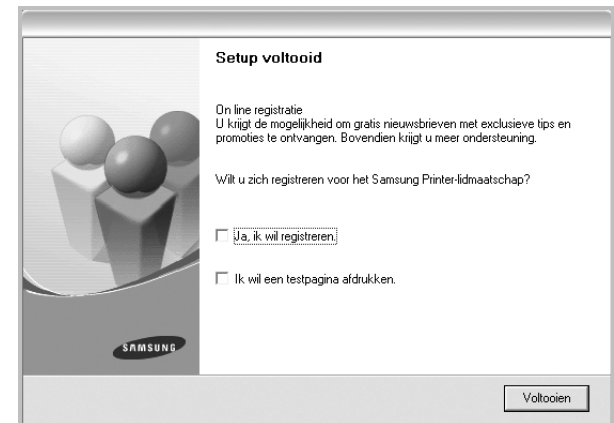 Setup voltooid
On line registratie
U krijgt de mogelijkheid om gratis nieuwsbrieven met exclusieve tips en
promoties te ontvangen. Bovendien krijgt u meer ondersteuning.
Wilt u zich registreren voor het Samsung Printer-lidmaatschap?
Ja, ik wil registreren.
Ik wil een testpagina afdrukken.
SAMSUNG
Voltooien